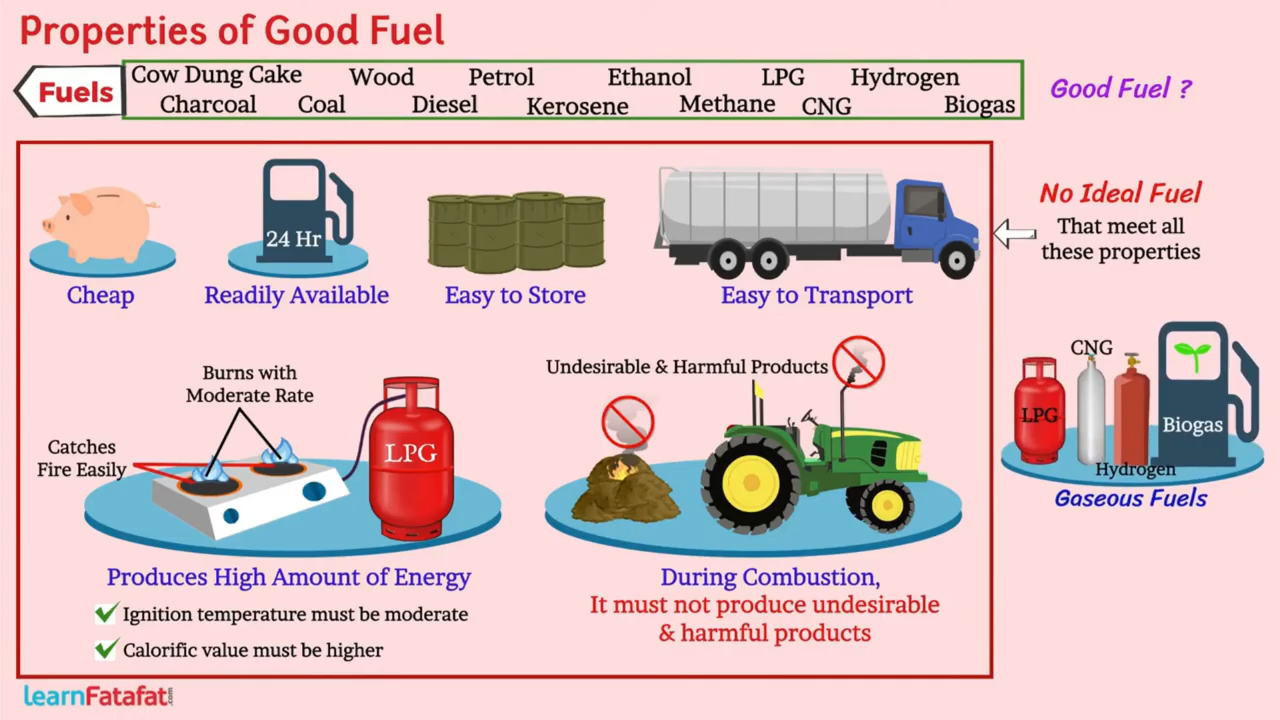 Properties of Good Fuel
Fuels
Cow Dung Cake Wood Petrol Ethanol LPG Hydrogen
Charcoal Coal Diesel Kerosene Methane CNG Biogas
Good Fuel ?
24 Hr
Cheap
Readily Available
Easy to Store
Easy to Transport
No Ideal Fuel
That meet all
these properties
Burns with
Moderate Rate
Catches
Fire Easily
LPG
Undesirable & Harmful Products
CNG
LPG
Biogas
Hydrogen
Gaseous Fuels
Produces High Amount of Energy
Ignition temperature must be moderate
Calorific value must be higher
During Combustion,
It must not produce undesirable
& harmful products
learnFatafat.com